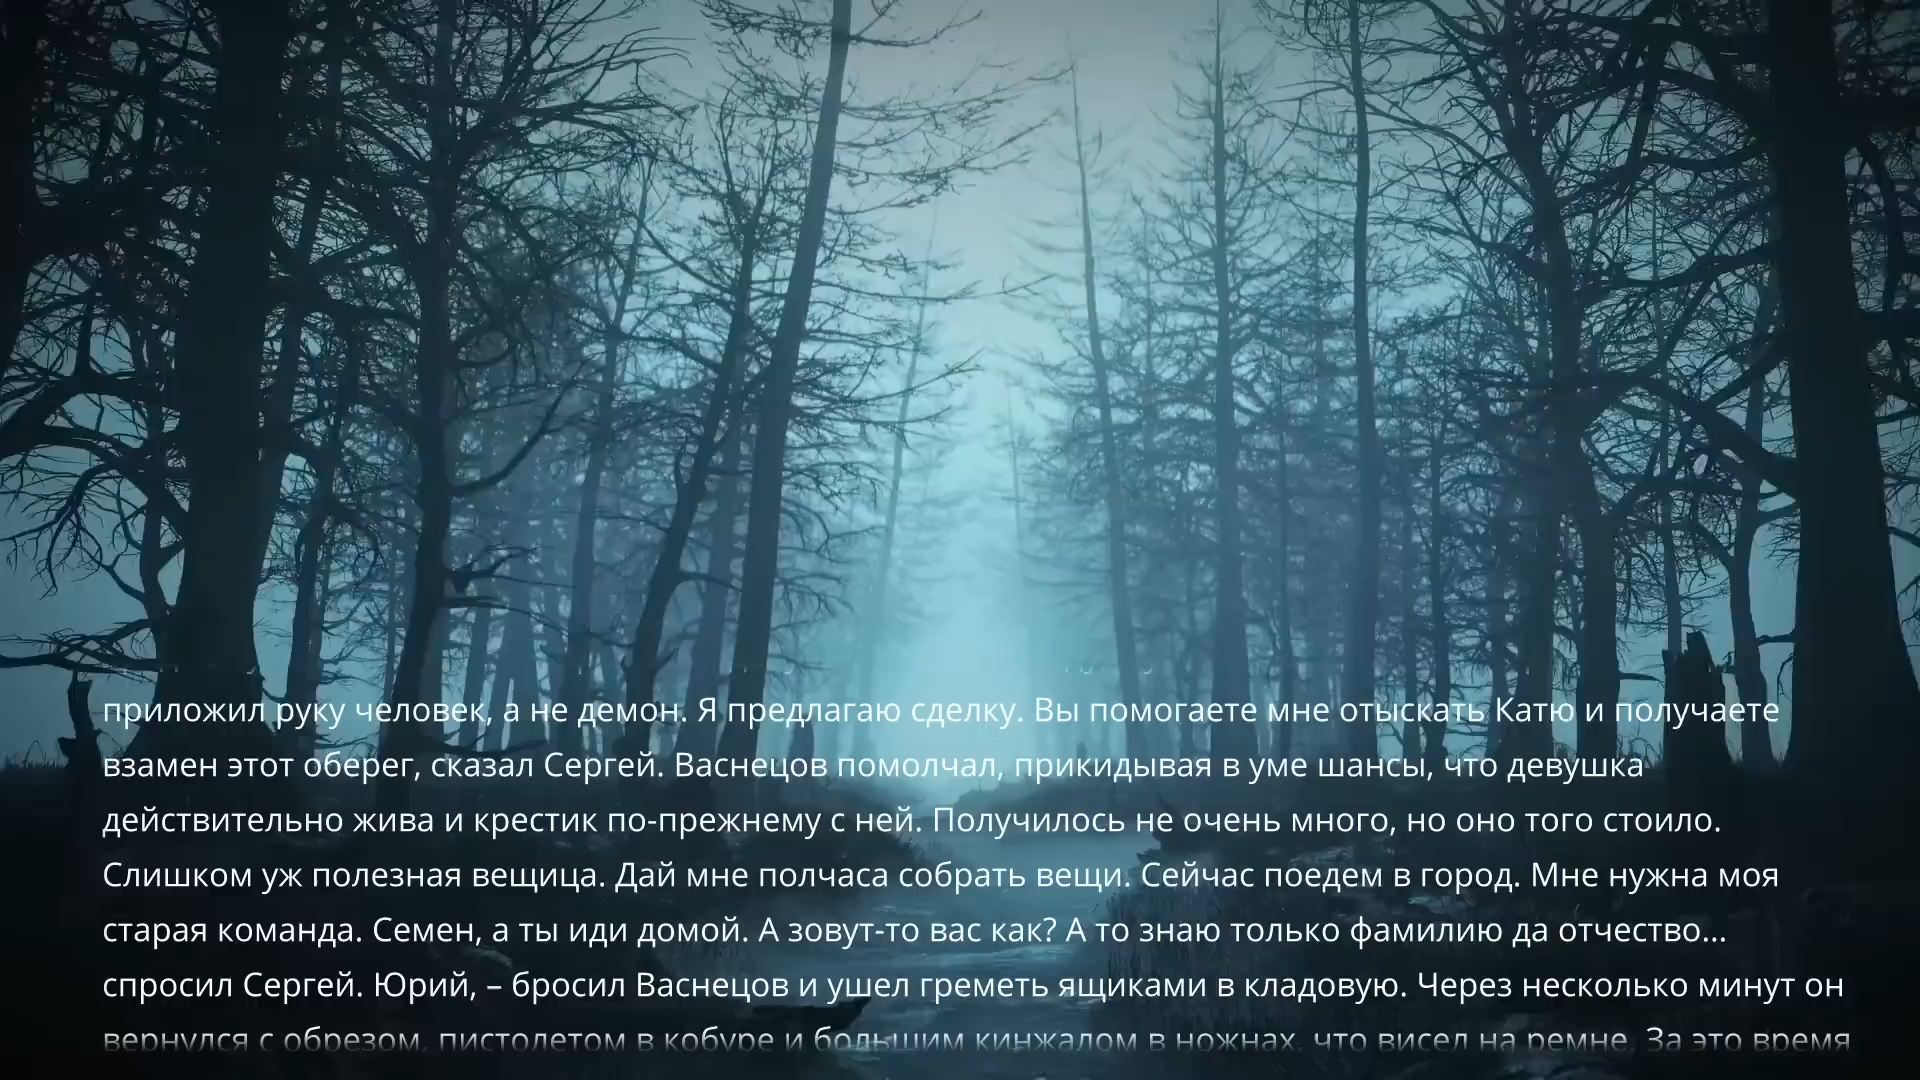 приложил руку человек, а не демон. Я предлагаю сделку. Вы помогаете мне отыскать Катю и получаете
взамен этот оберег, сказал Сергей. Васнецов помолчал, прикидывая в уме шансы, что девушка
действительно жива и крестик по-прежнему с ней. Получилось не очень много, но оно того стоило.
Слишком уж полезная вещица. Дай мне полчаса собрать вещи. Сейчас поедем в город. Мне нужна моя
старая команда. Семен, а ты иди домой. А зовут-то вас как? А то знаю только фамилию да отчество...
спросил Сергей. Юрий, – бросил Васнецов и ушел греметь ящиками в кладовую. Через несколько минут он
вернулся с обрезом, пистолетом в кобуре и большим кинжалом в ножнах, что висел на ремне. За это время